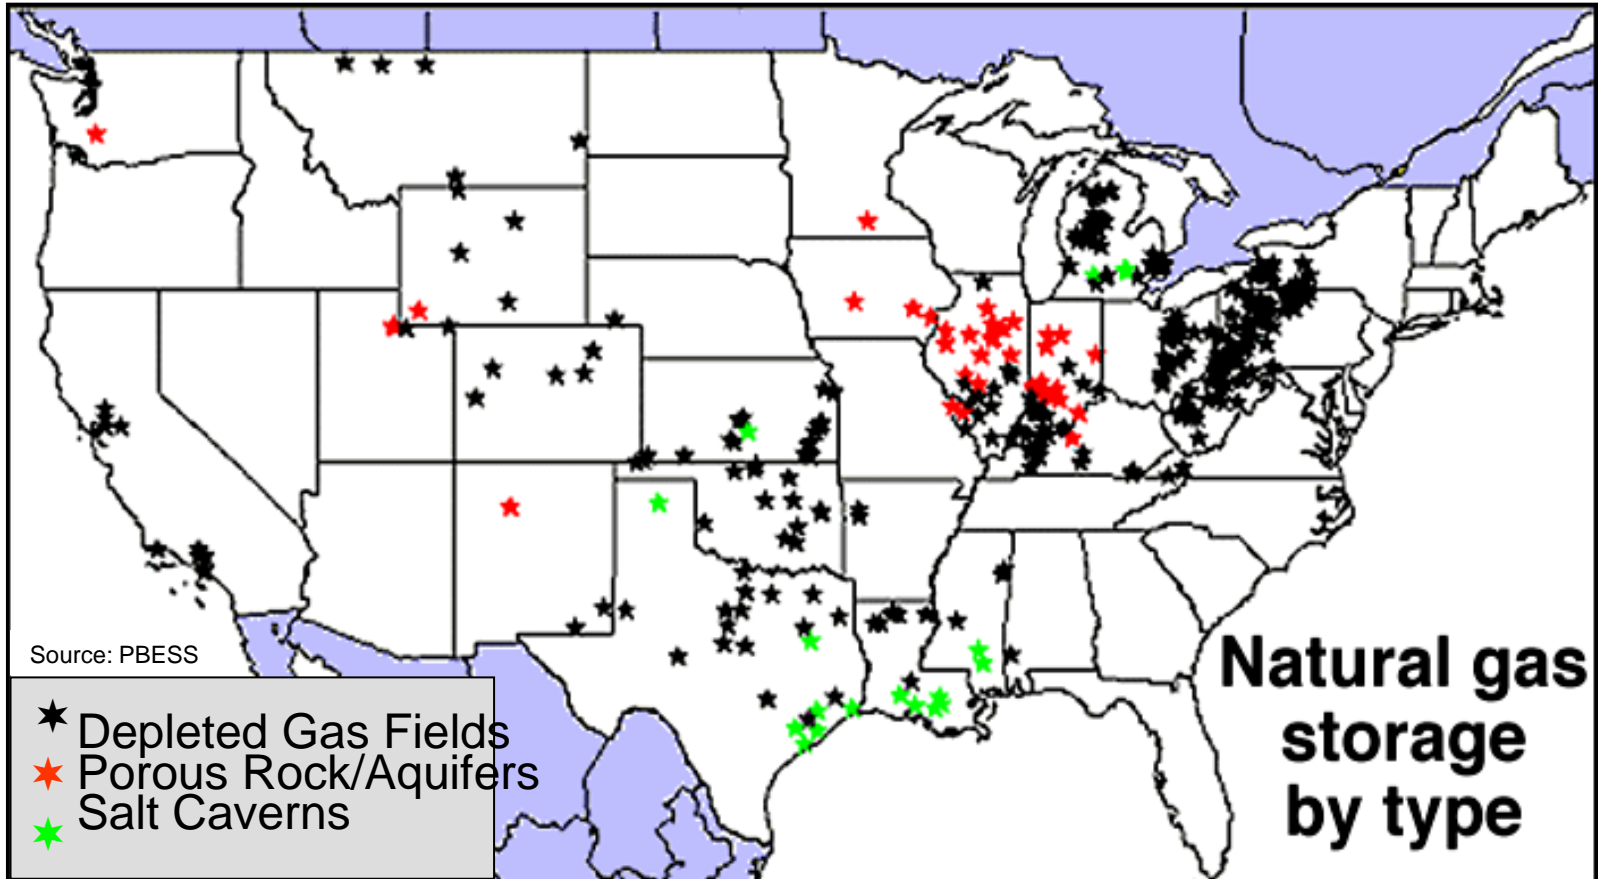 Source: PBESS
Depleted Gas Fields
Porous Rock/Aquifers
Salt Caverns
Natural gas
storage
by type